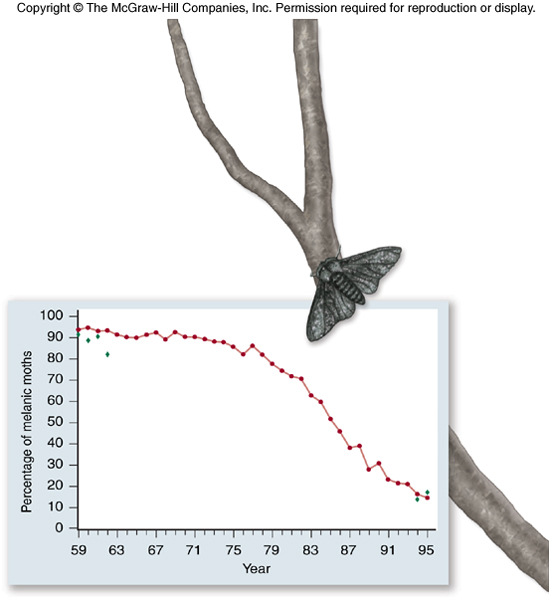 Copyright © The McGraw-Hill Companies, Inc. Permission required for reproduction or display.
Percentage of melanic moths
100
90
80
70
60
50
40
30
20
10
0
59 63 67 71 75 79 83 87 91 95
Year